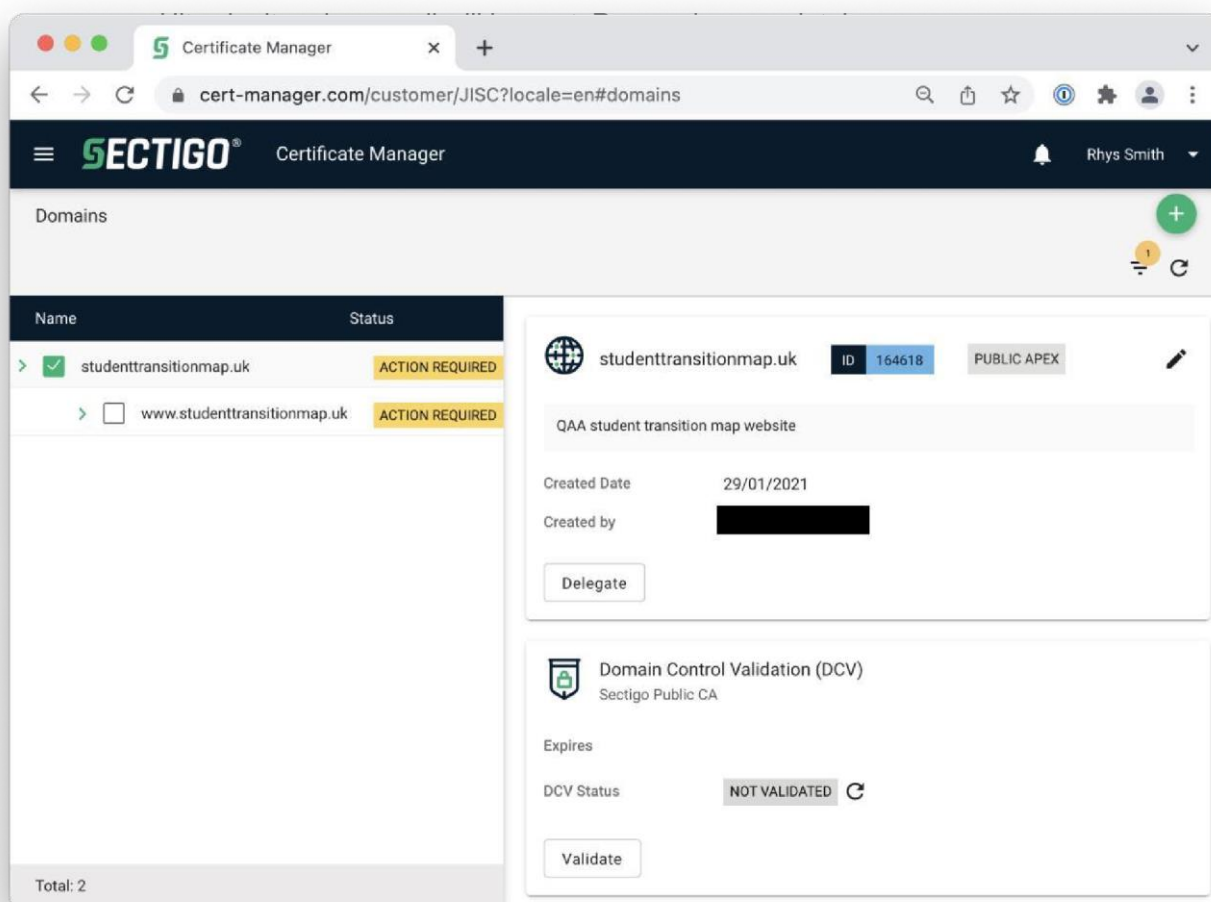 Certificate Manager
cert-manager.com/customer/JISC?locale=en#domains
SECTIGO® Certificate Manager Rhys Smith
Domains
1
Name Status
studenttransitionmap.uk ACTION REQUIRED
www.studenttransitionmap.uk ACTION REQUIRED
Total: 2
studenttransitionmap.uk ID 164618 PUBLIC APEX
QAA student transition map website
Created Date 29/01/2021
Created by
Delegate
Domain Control Validation (DCV)
Sectigo Public CA
Expires
DCV Status NOT VALIDATED
Validate